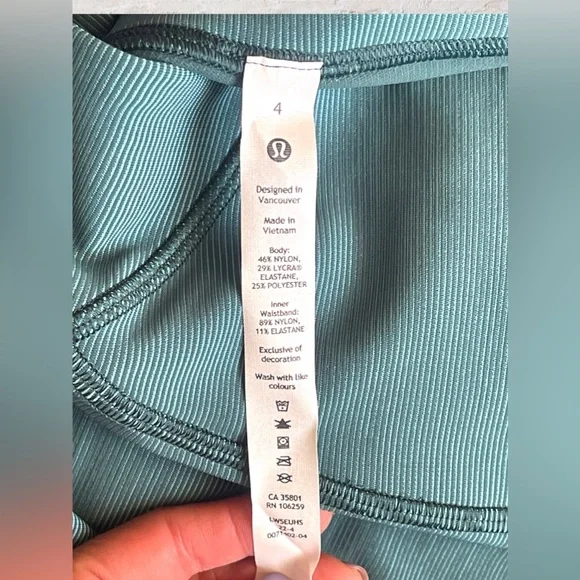 4
Designed in
Vancouver
Made in
Vietnam
Body:
46% NYLON,
29% LYCRA®
ELASTANE,
25% POLYESTER
Inner
Waistband:
89% NYLON,
11% ELASTANE
Exclusive of
decoration
Wash with like
colours
CA 35801
RN 106259